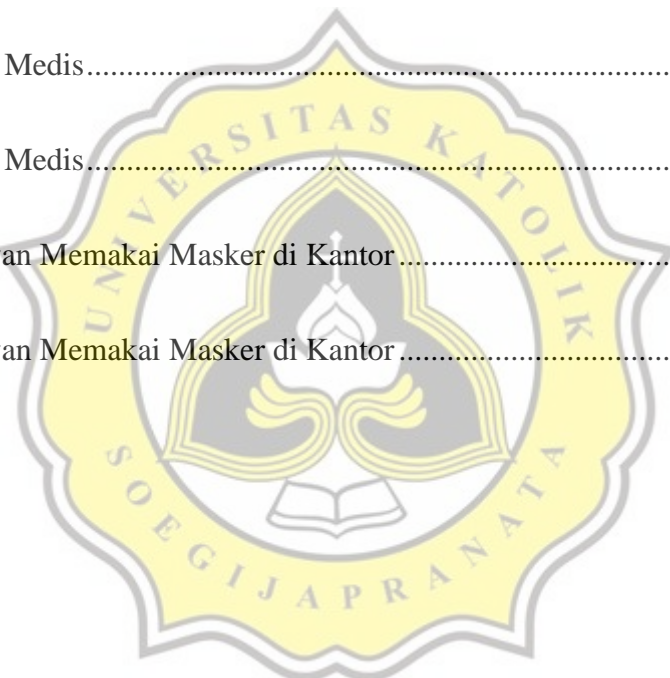 Medis
Medis
an Memakai Masker di Kantor
an Memakai Masker di Kantor
UNIVERSITAS KATOLIK
SOEGIJAPRANATA